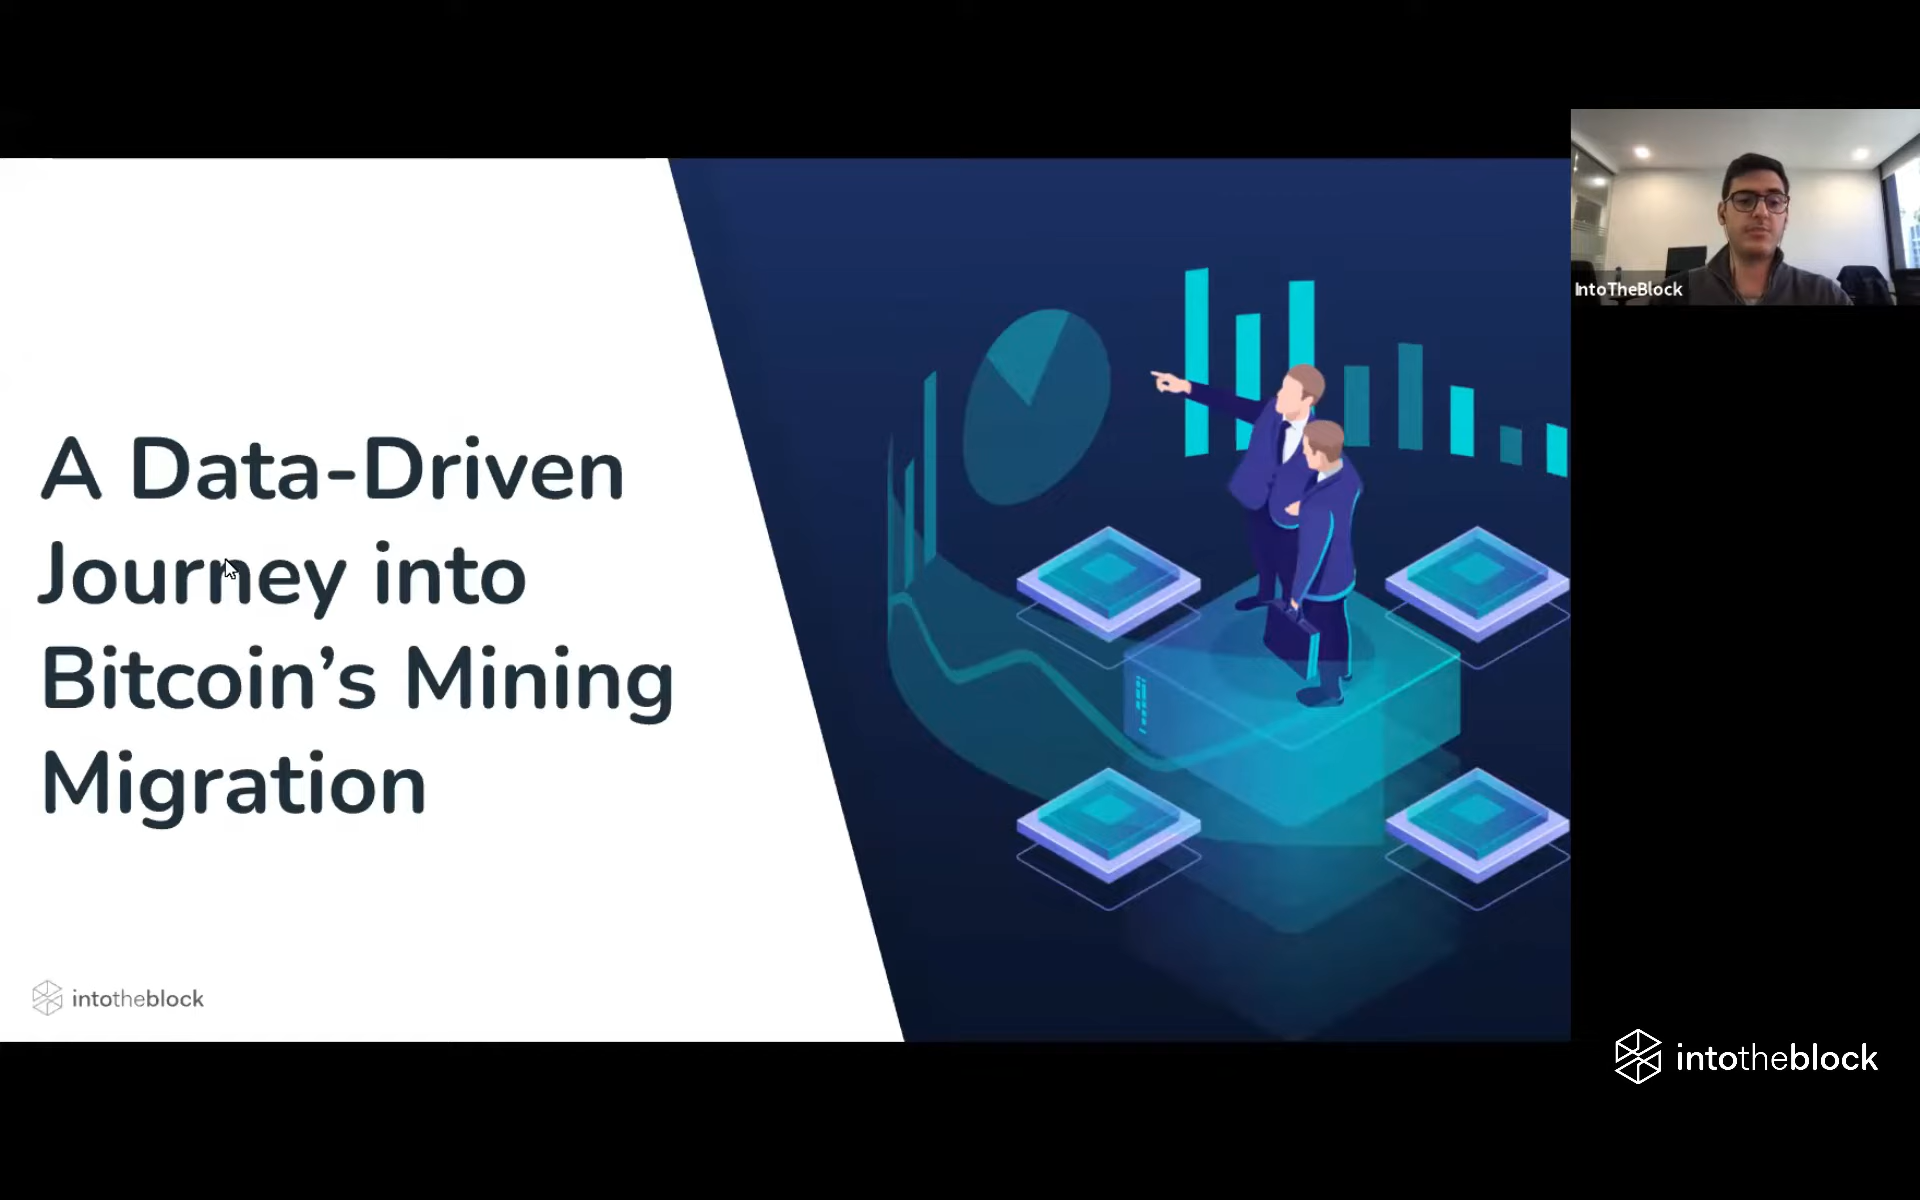 A Data-Driven
Journey into
Bitcoin’s Mining
Migration
intotheblock
IntoTheBlock
intotheblock